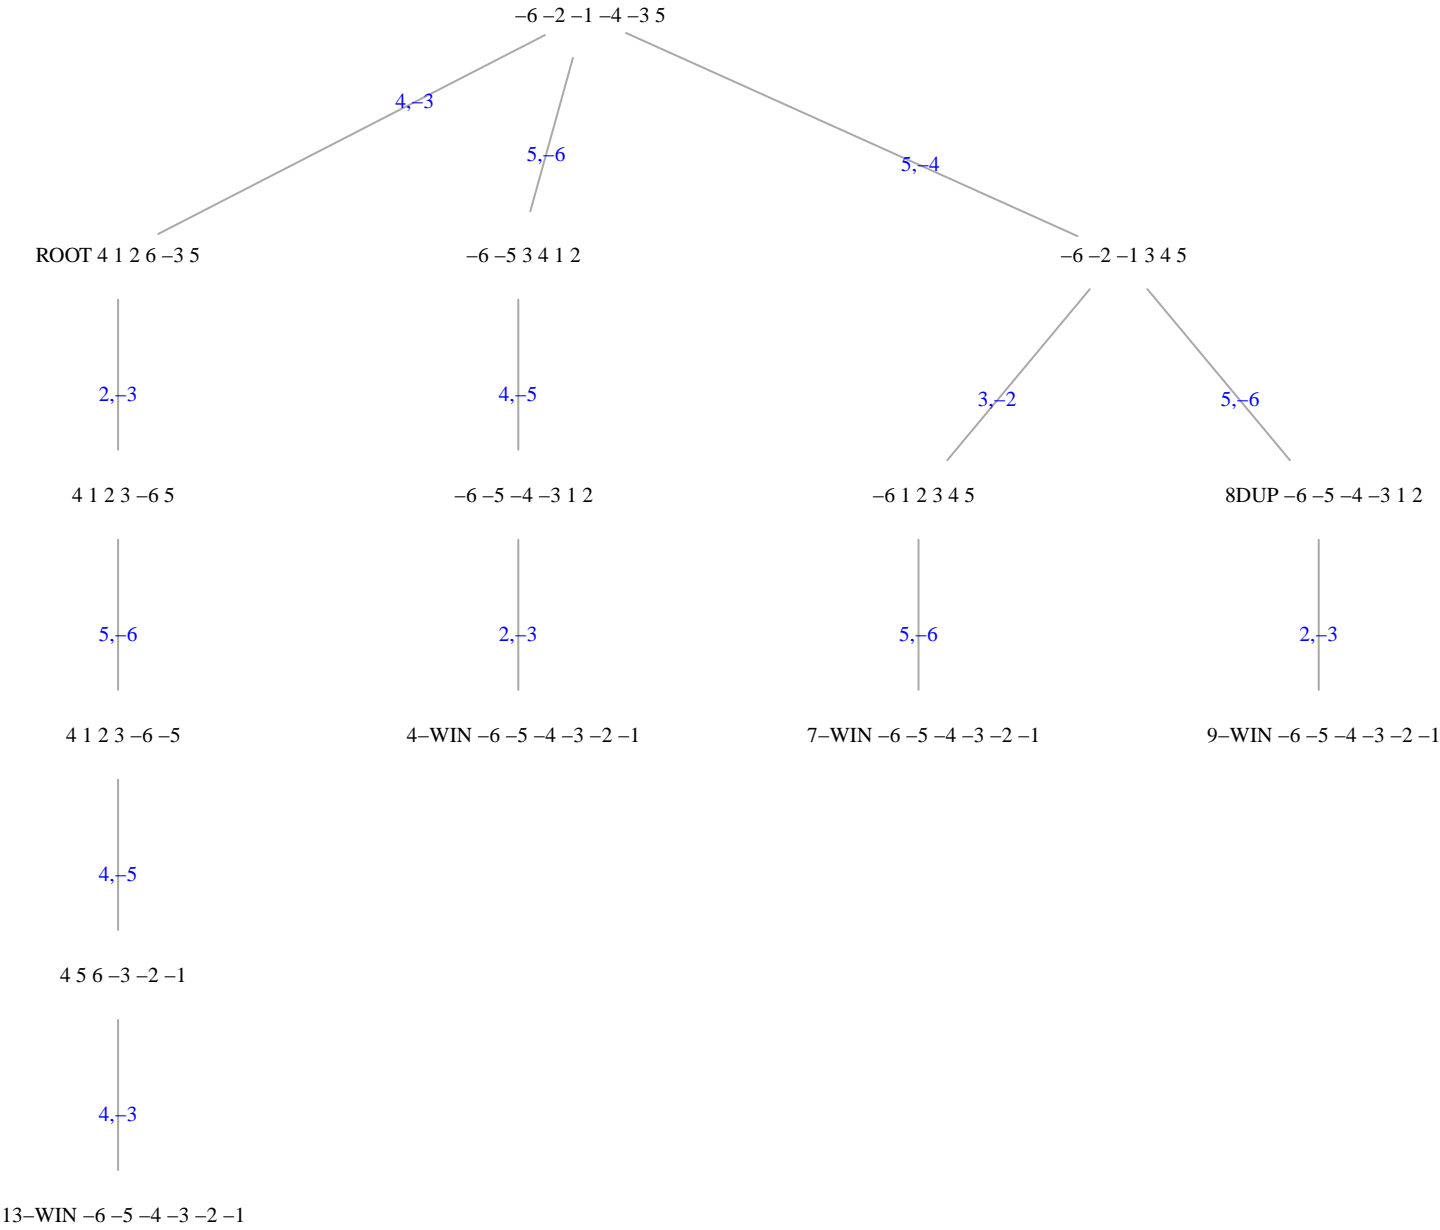 –6 –2 –1 –4 –3 5
4,–3
5,–6
5,–4
ROOT 4 1 2 6 –3 5
–6 –5 3 4 1 2
–6 –2 –1 3 4 5
2,–3
4,–5
3,–2
5,–6
4 1 2 3 –6 5
–6 –5 –4 –3 1 2
–6 1 2 3 4 5
8DUP –6 –5 –4 –3 1 2
5,–6
2,–3
5,–6
2,–3
4 1 2 3 –6 –5
4–WIN –6 –5 –4 –3 –2 –1
7–WIN –6 –5 –4 –3 –2 –1
9–WIN –6 –5 –4 –3 –2 –1
4,–5
4 5 6 –3 –2 –1
4,–3
13–WIN –6 –5 –4 –3 –2 –1